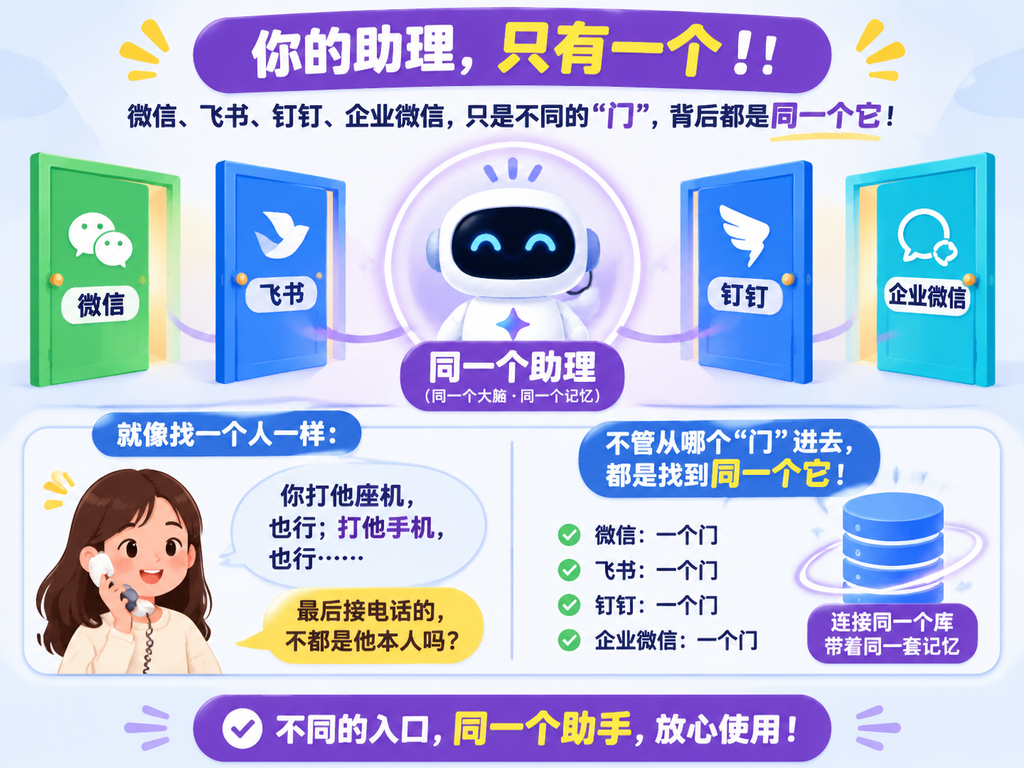 你的助理，只有一个！！
微信、飞书、钉钉、企业微信，只是不同的“门”，背后都是同一个它！
微信
飞书
钉钉
企业微信
同一个助理
（同一个大脑·同一个记忆）
就像找一个人一样：
你打他座机，
也行；打他手机，
也行……
最后接电话的，
不都是他本人吗？
不管从哪个“门”进去，
都是找到同一个它！
微信：一个门
飞书：一个门
钉钉：一个门
企业微信：一个门
连接同一个库
带着同一套记忆
不同的入口，同一个助手，放心使用！